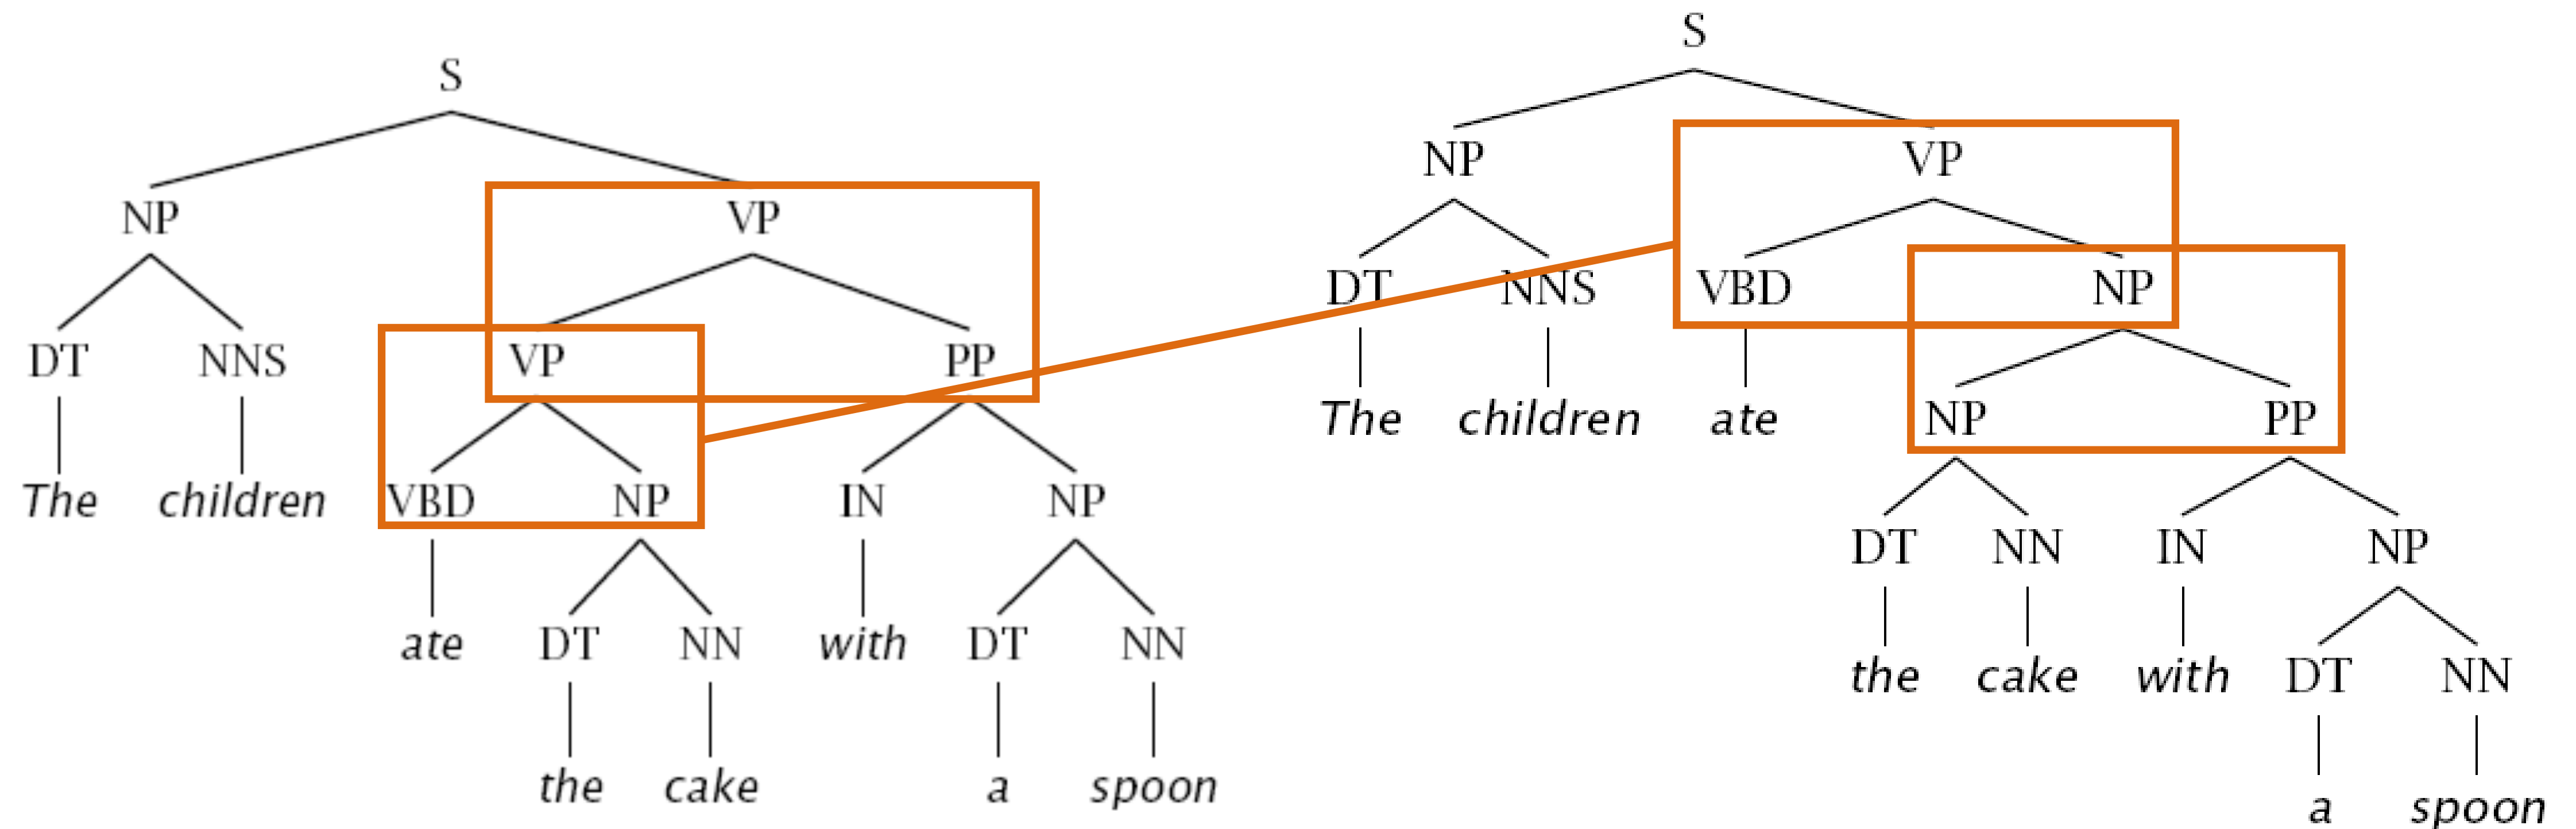 S
NP VP
DT NNS VP PP
The children VBD NP IN NP
ate DT NN with DT NN
the cake a spoon
S
NP VP
DT NNS VBD NP
The children ate NP PP
DT NN IN NP
the cake with DT NN
a spoon